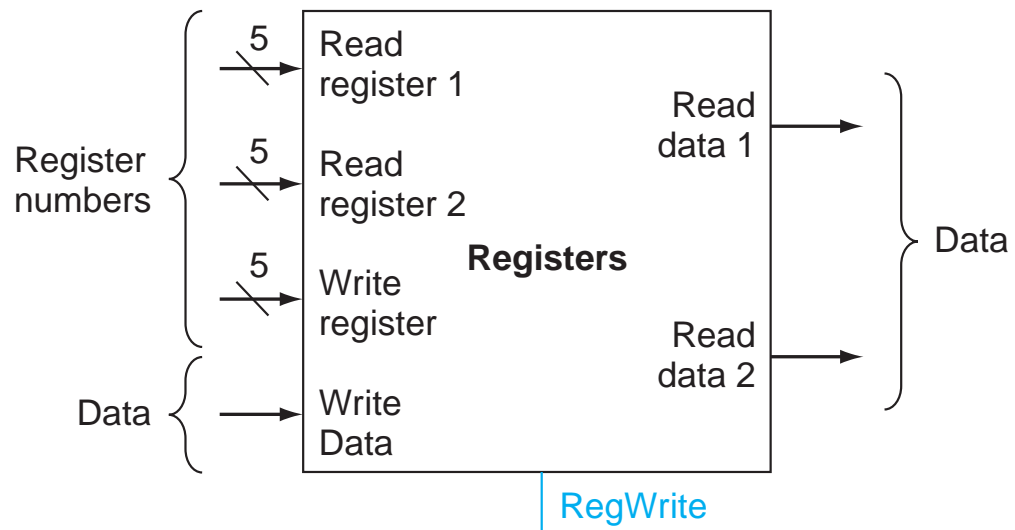 5
Read
register 1
Read
data 1
Register
numbers
5
Read
register 2
Registers
Data
5
Write
register
Read
data 2
Data
Write
Data
RegWrite